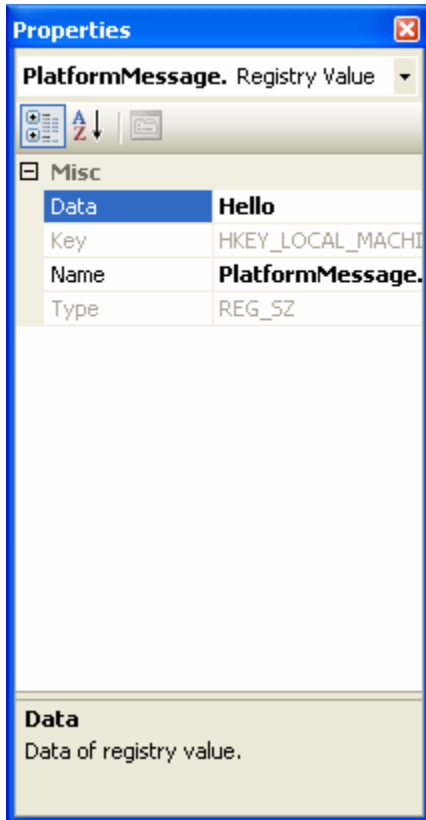 Properties
PlatformMessage. Registry Value
Misc
Data Hello
Key HKEY_LOCAL_MACHI
Name PlatformMessage.
Type REG_SZ
Data
Data of registry value.